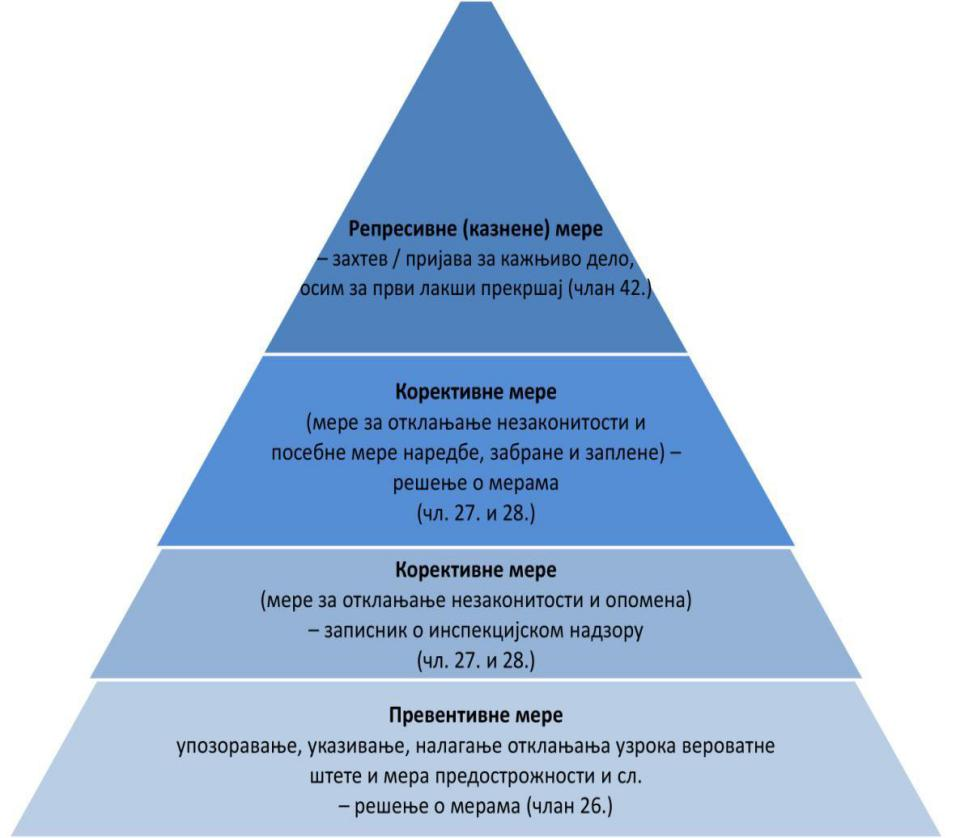 Репресивне (казнене) мере
– захтев / пријава за кажњиво дело,
осим за први лакши прекршај (члан 42.)
Корективне мере
(мере за отклањање незаконитости и
посебне мере наредбе, забране и заплене) –
решење о мерама
(чл. 27. и 28.)
Корективне мере
(мере за отклањање незаконитости и опомена)
– записник о инспекцијском надзору
(чл. 27. и 28.)
Превентивне мере
упозоравање, указивање, налагање отклањања узрока вероватне
штете и мера предострожности и сл.
– решење о мерама (члан 26.)